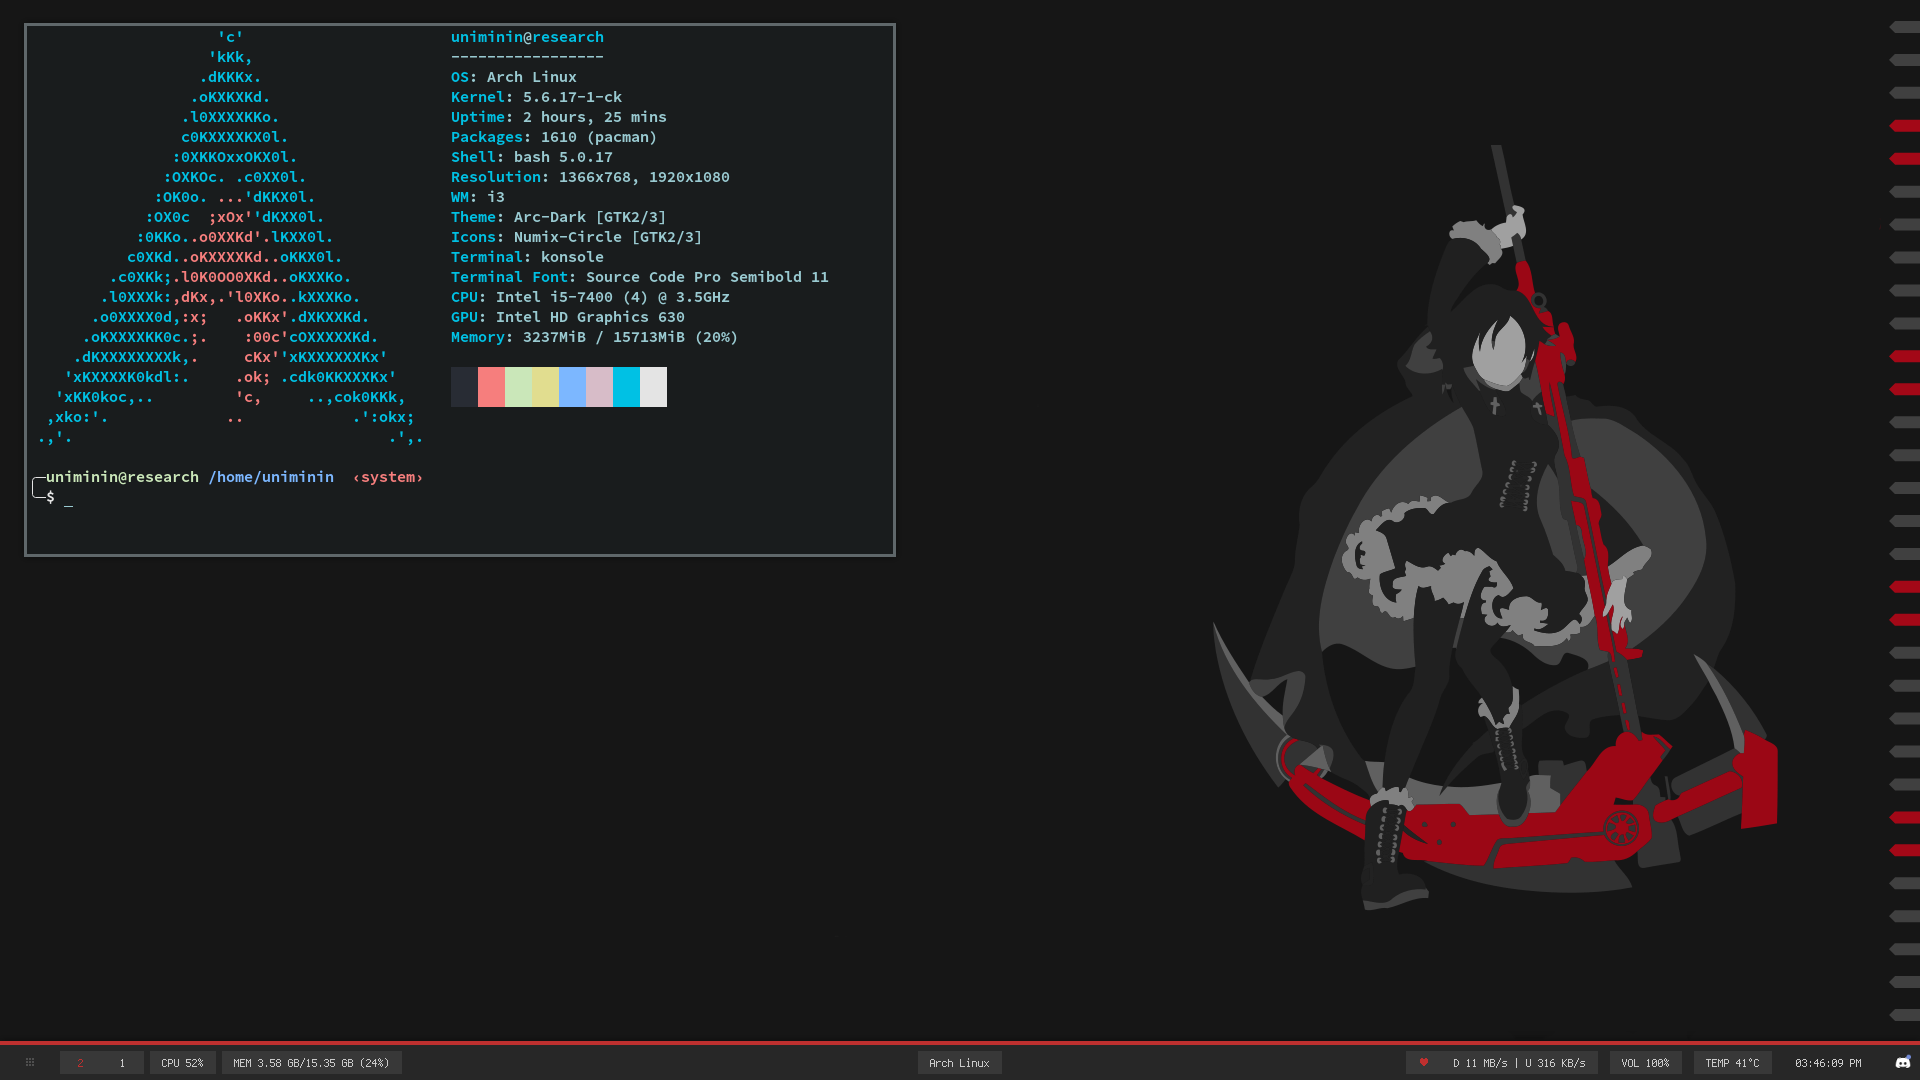 'c'
'kKk,
.dKKKx.
.oKXKXKd.
.l0XXXXKKo.
c0KXXXXKX0l.
:0XKKOxxOKX0l.
:OXKOc. .c0XX0l.
:OK0o. ...'dKKX0l.
:OX0c  ;xOx''dKXX0l.
:0KKo..o0XXKd'.lKXX0l.
c0XKd..oKXXXXKd..oKKX0l.
.c0XKk;.l0K0OO0XKd..oKXXKo.
.l0XXXk:,dKx,.'l0XKo..kXXXKo.
.o0XXXX0d,:x;   .oKKx'.dXKXXKd.
.oKXXXXKK0c.;.    :00c'cOXXXXXKd.
.dKXXXXXXXXk,.     cKx''xKXXXXXXKx'
'xKXXXXK0kdl:.     .ok; .cdk0KKXXXKx'
'xKK0koc,..         'c,     ..,cok0KKk,
,xko:'.             ..            .':okx;
.,'.                                   .',.
uniminin@research
-----------------
OS: Arch Linux
Kernel: 5.6.17-1-ck
Uptime: 2 hours, 25 mins
Packages: 1610 (pacman)
Shell: bash 5.0.17
Resolution: 1366x768, 1920x1080
WM: i3
Theme: Arc-Dark [GTK2/3]
Icons: Numix-Circle [GTK2/3]
Terminal: konsole
Terminal Font: Source Code Pro Semibold 11
CPU: Intel i5-7400 (4) @ 3.5GHz
GPU: Intel HD Graphics 630
Memory: 3237MiB / 15713MiB (20%)
uniminin@research /home/uniminin  ‹system›
$ _
2 1 CPU 52% MEM 3.58 GB/15.35 GB (24%) Arch Linux D 11 MB/s | U 316 KB/s VOL 100% TEMP 41°C 03:46:09 PM